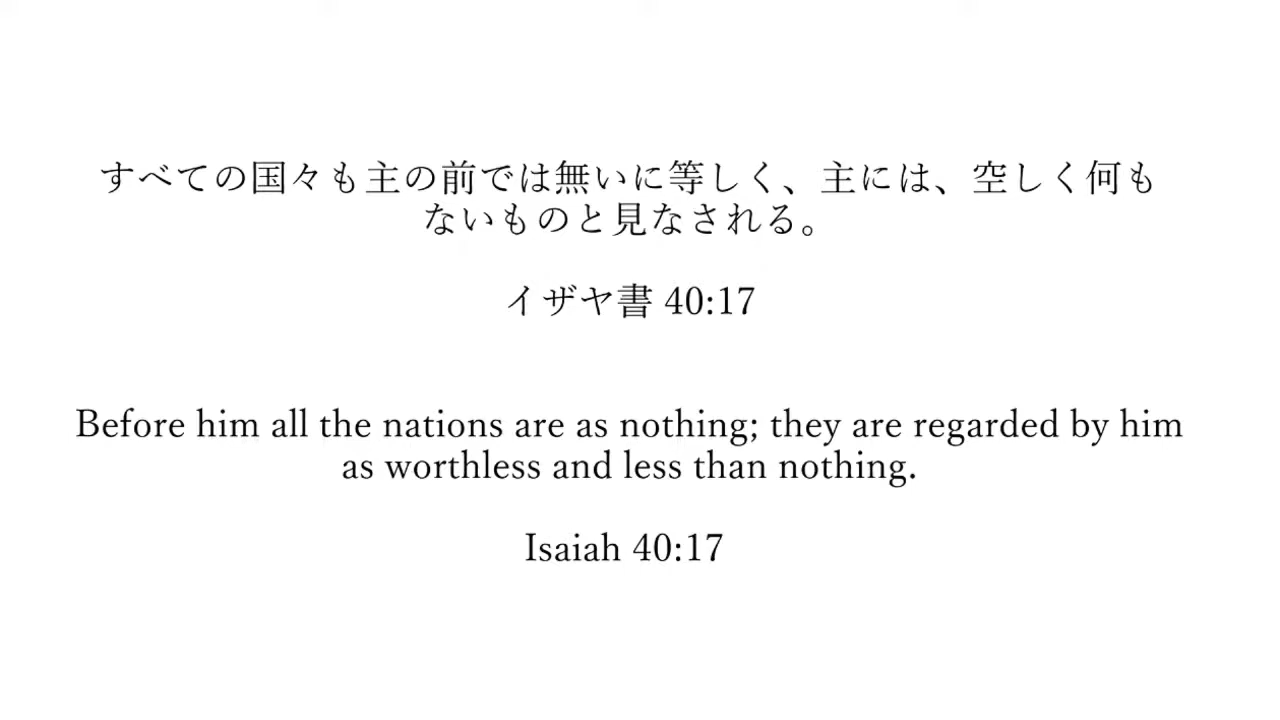 すべての国々も主の前では無いに等しく、主には、空しく何も
ないものと見なされる。
イザヤ書 40:17
Before him all the nations are as nothing; they are regarded by him
as worthless and less than nothing.
Isaiah 40:17